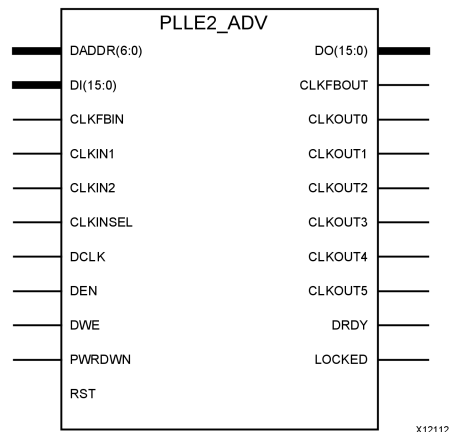 PLLE2_ADV
DADDR(6:0) DO(15:0)
DI(15:0) CLKFBOUT
CLKFBIN CLKOUT0
CLKIN1 CLKOUT1
CLKIN2 CLKOUT2
CLKINSEL CLKOUT3
DCLK CLKOUT4
DEN CLKOUT5
DWE DRDY
PWRDWN LOCKED
RST
X12112